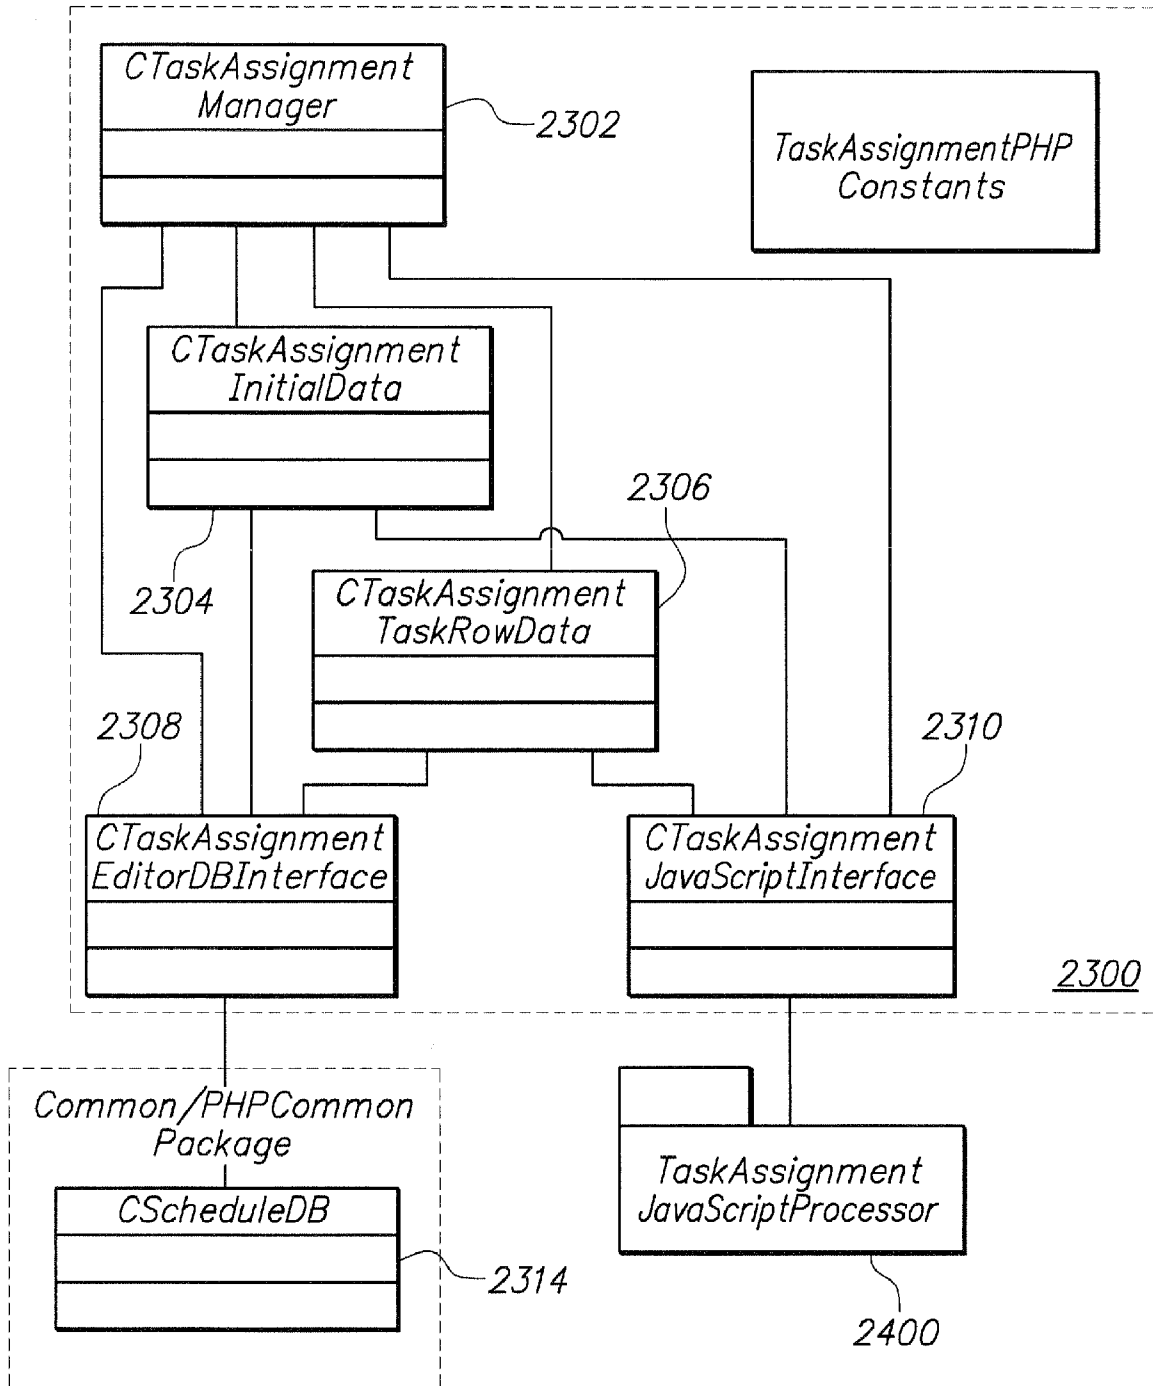 CTaskAssignment
Manager
2302
TaskAssignmentPHP
Constants
CTaskAssignment
InitialData
2304
2306
CTaskAssignment
TaskRowData
2308
2310
CTaskAssignment
EditorDBInterface
CTaskAssignment
JavaScriptInterface
2300
Common/PHPCommon
Package
CScheduleDB
2314
TaskAssignment
JavaScriptProcessor
2400